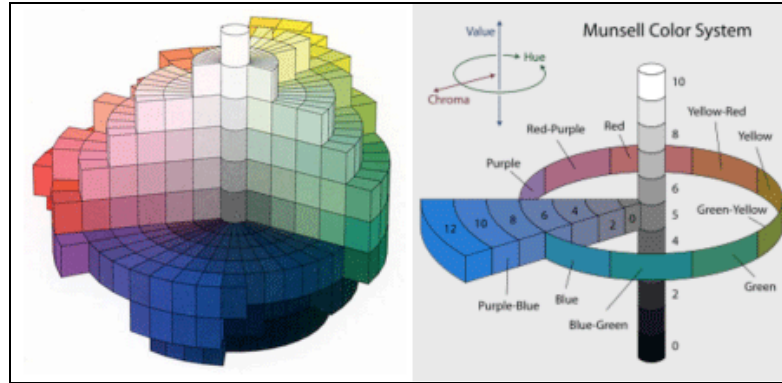 Munsell Color System
Value
Hue
Chroma
10
8
6
5
4
2
0
Red-Purple
Red
Yellow-Red
Yellow
Purple
Green-Yellow
12 10 8 6 4 2 0
Purple-Blue
Blue
Blue-Green
Green